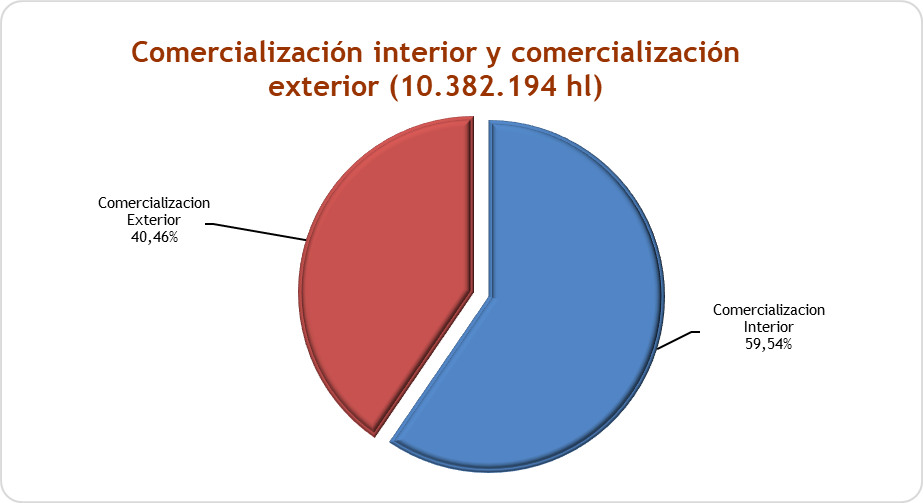 Comercialización interior y comercialización
exterior (10.382.194 hl)
Comercializacion
Exterior
40,46%
Comercializacion
Interior
59,54%